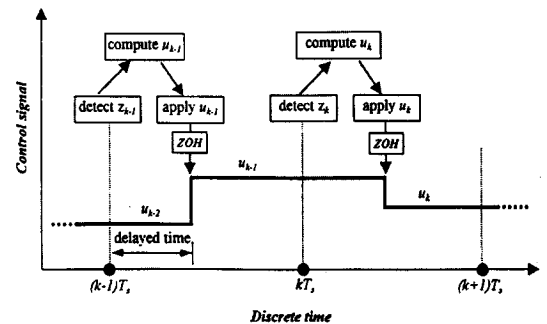 compute u_{k-1}
compute u_k
detect z_{k-1}
apply u_{k-1}
detect z_k
apply u_k
ZOH
ZOH
Control signal
u_{k-2}
u_{k-1}
u_k
delayed time
(k-1)T_s
kT_s
(k+1)T_s
Discrete time